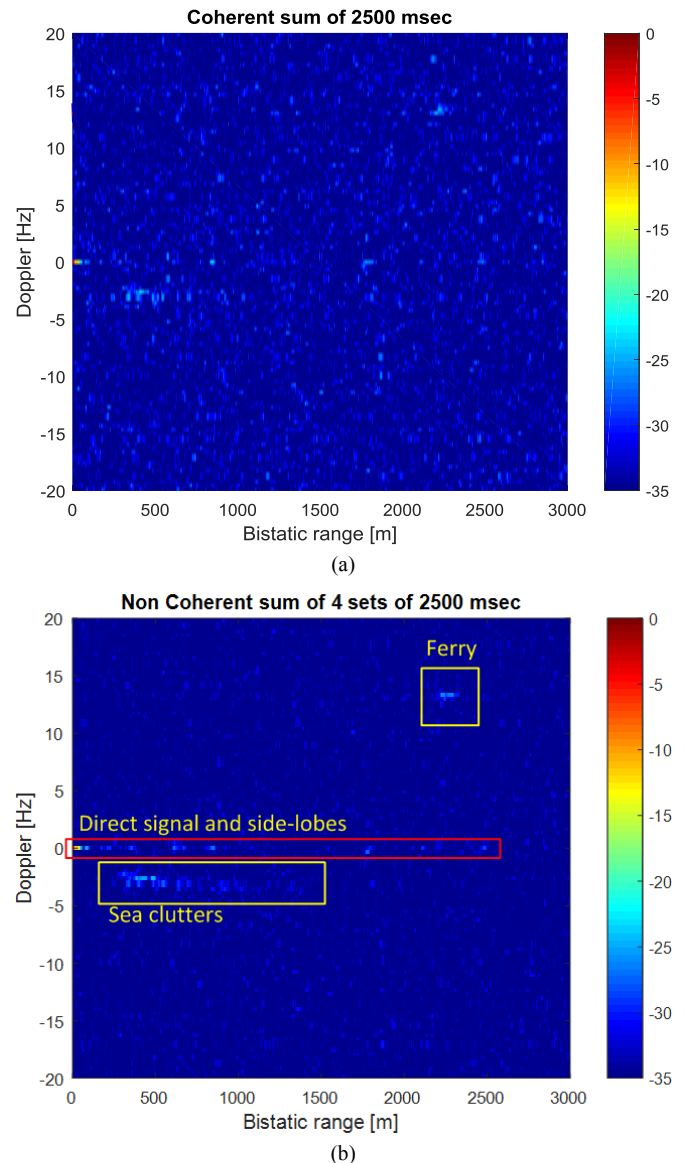 Coherent sum of 2500 msec
20
15
10
5
0
-5
-10
-15
-20
Doppler [Hz]
0 500 1000 1500 2000 2500 3000
Bistatic range [m]
0
-5
-10
-15
-20
-25
-30
-35
(a)
Non Coherent sum of 4 sets of 2500 msec
20
15
10
5
0
-5
-10
-15
-20
Doppler [Hz]
Ferry
Direct signal and side-lobes
Sea clutters
0 500 1000 1500 2000 2500 3000
Bistatic range [m]
0
-5
-10
-15
-20
-25
-30
-35
(b)